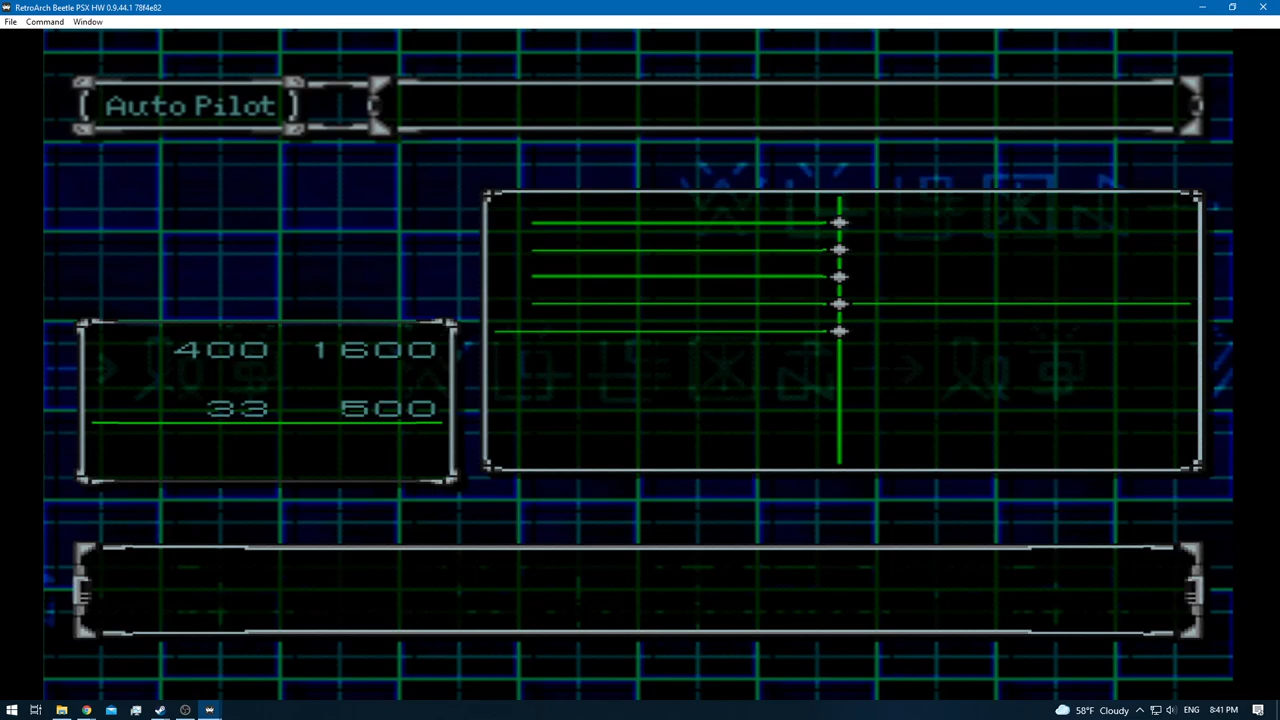 RetroArch Beetle PSX HW 0.9.44.1 78f4e82
File Command Window
Auto Pilot
400 1600
33 500
58°F Cloudy ENG 8:41 PM